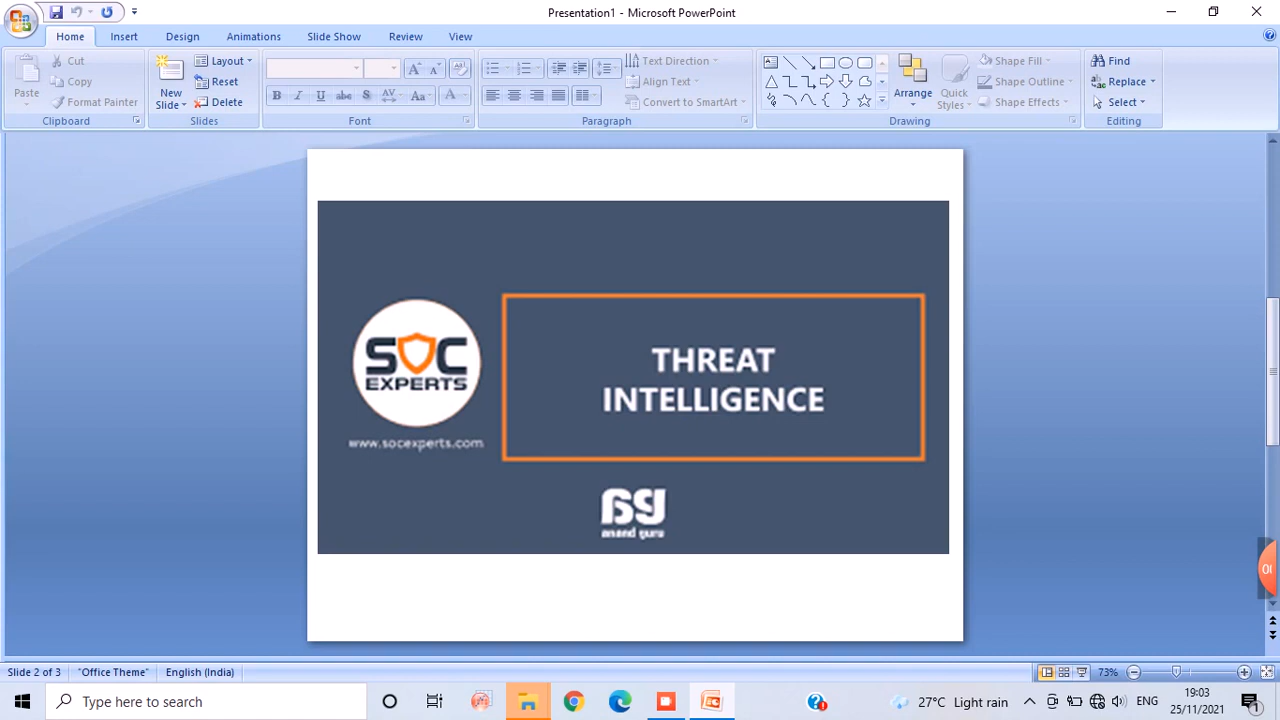 Presentation1 - Microsoft PowerPoint
Home Insert Design Animations Slide Show Review View
Paste
Cut
Copy
Format Painter
Clipboard
New Slide
Layout
Reset
Delete
Slides
B I U abc S AV Aa A
Font
Text Direction
Align Text
Convert to SmartArt
Paragraph
Arrange
Quick Styles
Shape Fill
Shape Outline
Shape Effects
Drawing
Find
Replace
Select
Editing
SOC
EXPERTS
www.socexperts.com
THREAT
INTELLIGENCE
anand guru
Slide 2 of 3 "Office Theme" English (India) 73%
Type here to search
27°C Light rain ENG 19:03
25/11/2021